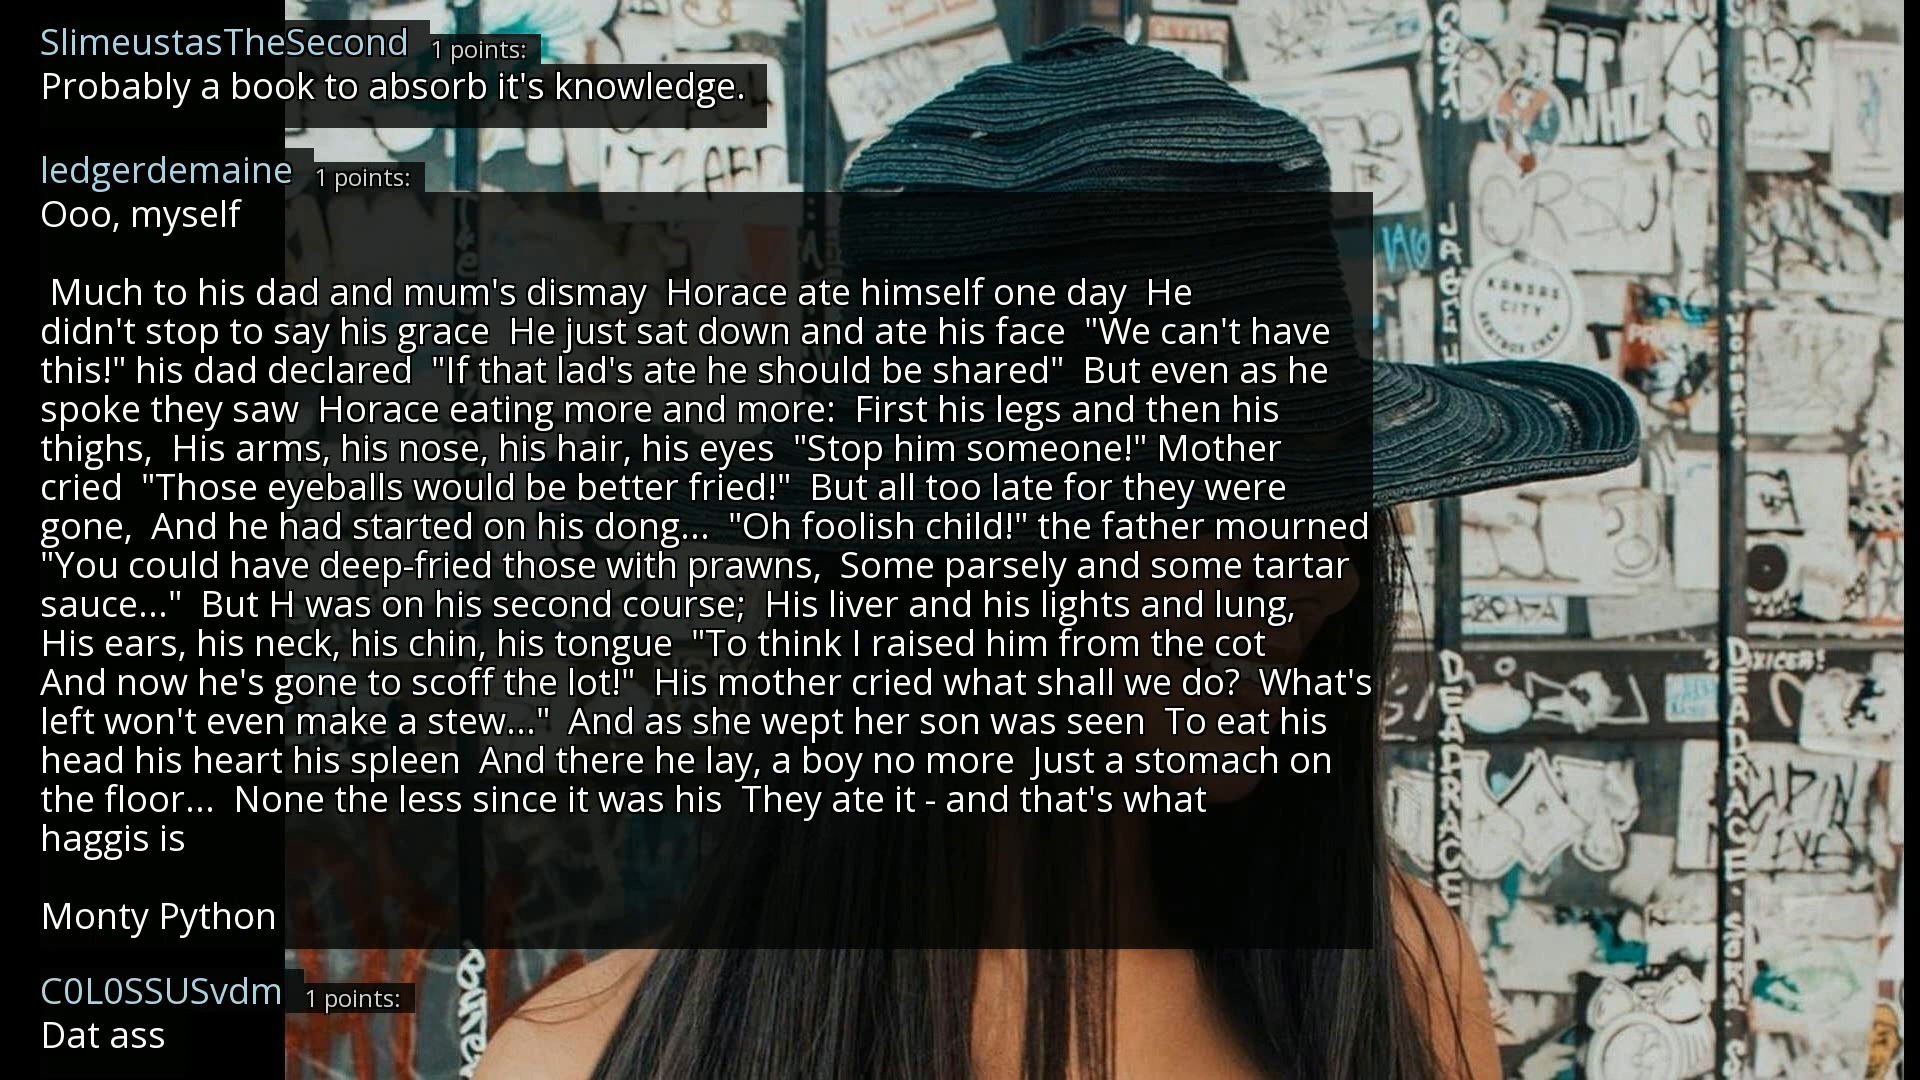 SlimeustasTheSecond 1 points:
Probably a book to absorb it's knowledge.
ledgerdemaine 1 points:
Ooo, myself
Much to his dad and mum's dismay  Horace ate himself one day  He
didn't stop to say his grace  He just sat down and ate his face  "We can't have
this!" his dad declared  "If that lad's ate he should be shared"  But even as he
spoke they saw  Horace eating more and more:  First his legs and then his
thighs,  His arms, his nose, his hair, his eyes  "Stop him someone!" Mother
cried  "Those eyeballs would be better fried!"  But all too late for they were
gone,  And he had started on his dong...  "Oh foolish child!" the father mourned
"You could have deep-fried those with prawns,  Some parsely and some tartar
sauce..."  But H was on his second course;  His liver and his lights and lung,
His ears, his neck, his chin, his tongue  "To think I raised him from the cot
And now he's gone to scoff the lot!"  His mother cried what shall we do?  What's
left won't even make a stew..."  And as she wept her son was seen  To eat his
head his heart his spleen  And there he lay, a boy no more  Just a stomach on
the floor...  None the less since it was his  They ate it - and that's what
haggis is
Monty Python
C0L0SSUSvdm 1 points:
Dat ass
WHIZ
KANSAS
CITY
DEADRACE
DEADRACE